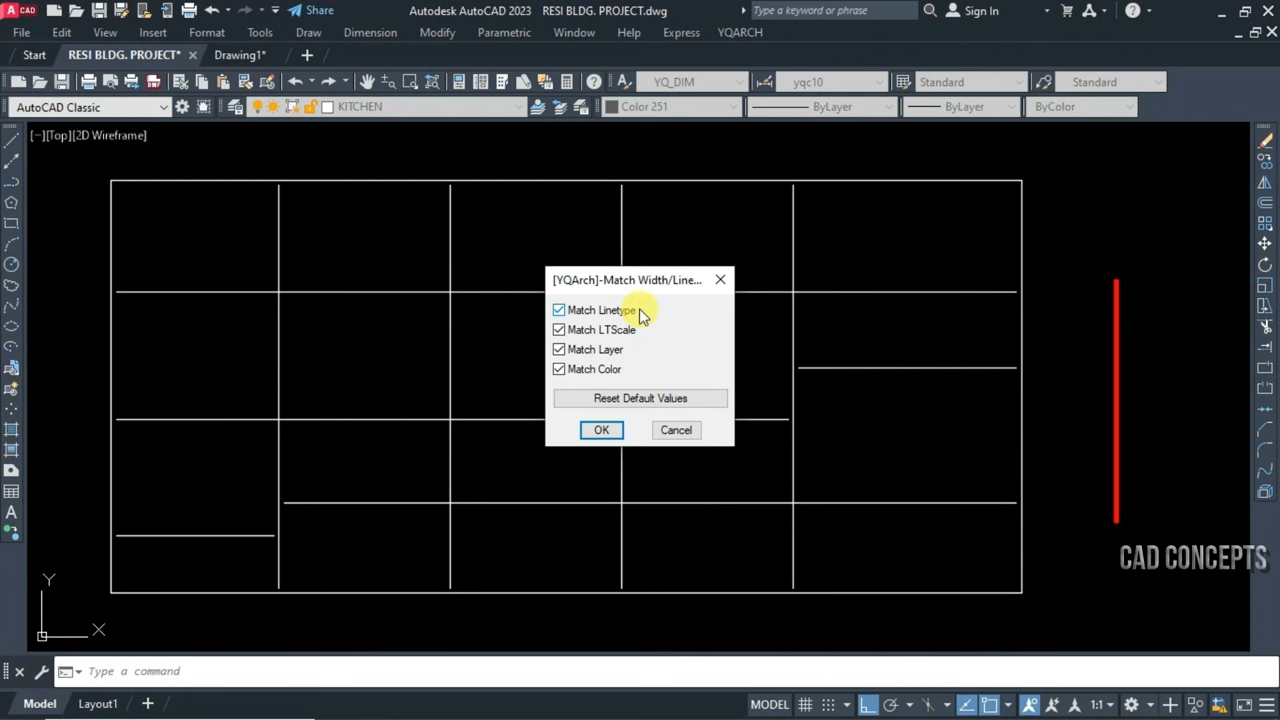 CAD
Share
Autodesk AutoCAD 2023 RESI BLDG. PROJECT.dwg
Type a keyword or phrase
Sign In
File Edit View Insert Format Tools Draw Dimension Modify Parametric Window Help Express YQARCH
Start
RESI BLDG. PROJECT*
Drawing1*
YQ_DIM
yqc10
Standard
Standard
AutoCAD Classic
KITCHEN
Color 251
ByLayer
ByLayer
ByColor
[−][Top][2D Wireframe]
[YQArch]-Match Width/Line...
Match Linetype
Match LTScale
Match Layer
Match Color
Reset Default Values
OK
Cancel
CAD CONCEPTS
Y
X
Type a command
Model
Layout1
MODEL
1:1